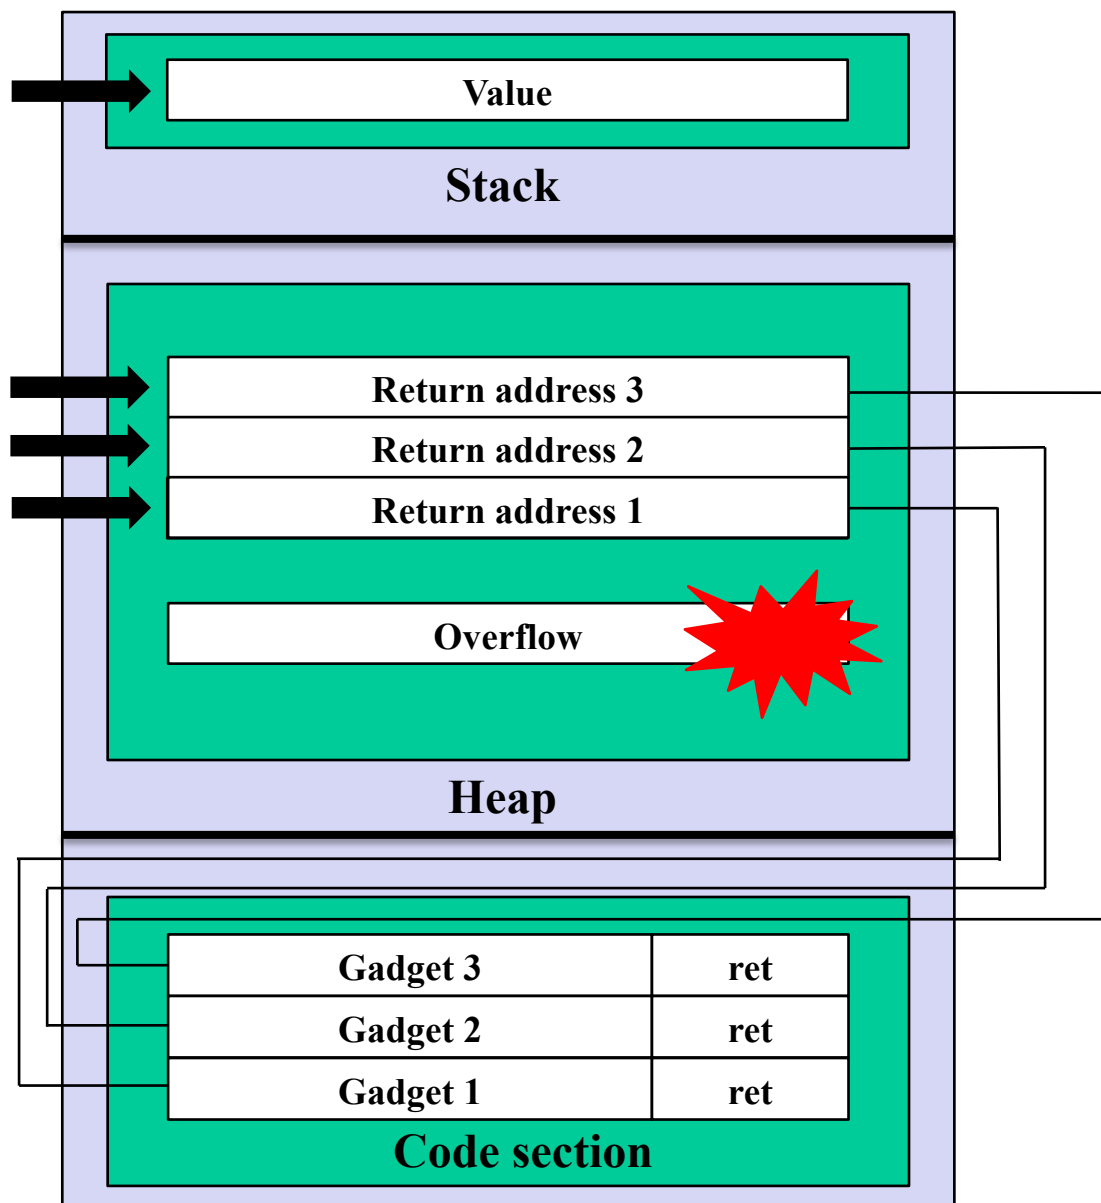 Value
Stack
Return address 3
Return address 2
Return address 1
Overflow
Heap
Gadget 3 ret
Gadget 2 ret
Gadget 1 ret
Code section